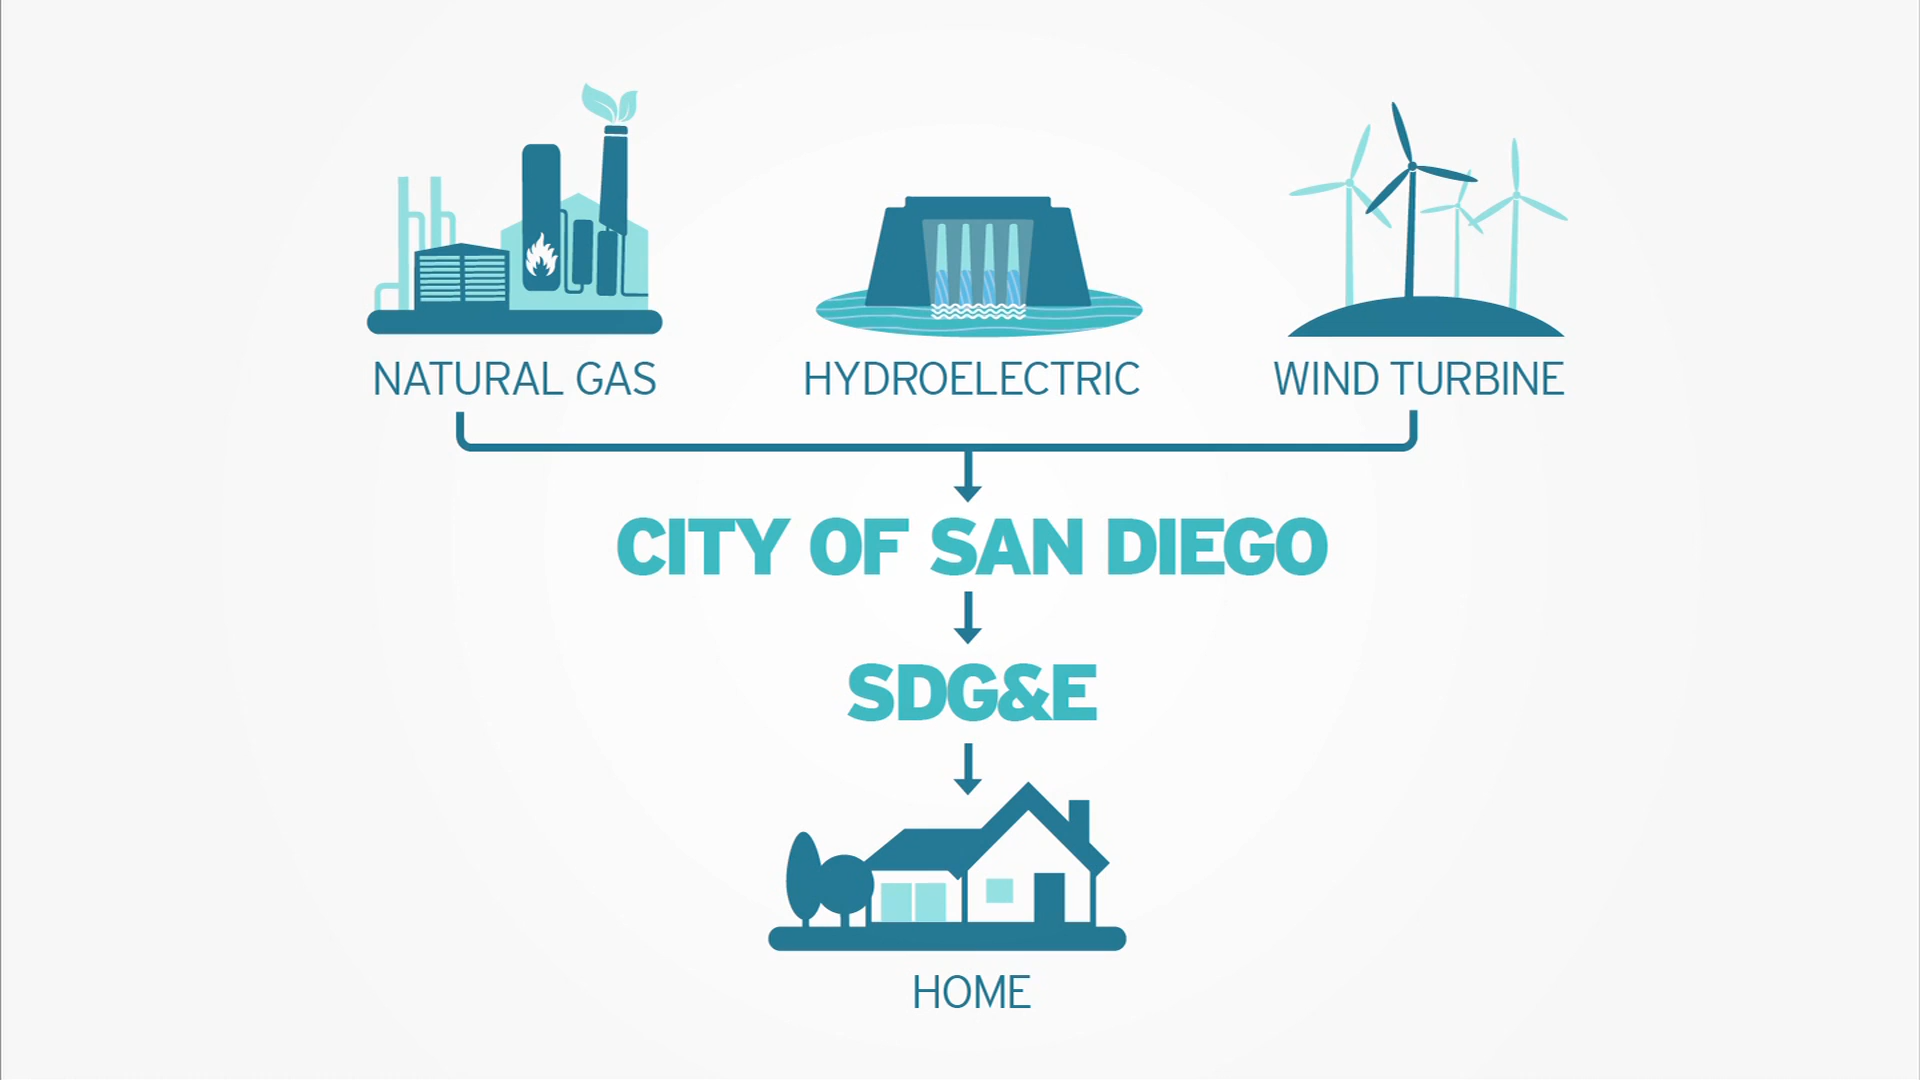 NATURAL GAS
HYDROELECTRIC
WIND TURBINE
CITY OF SAN DIEGO
SDG&E
HOME